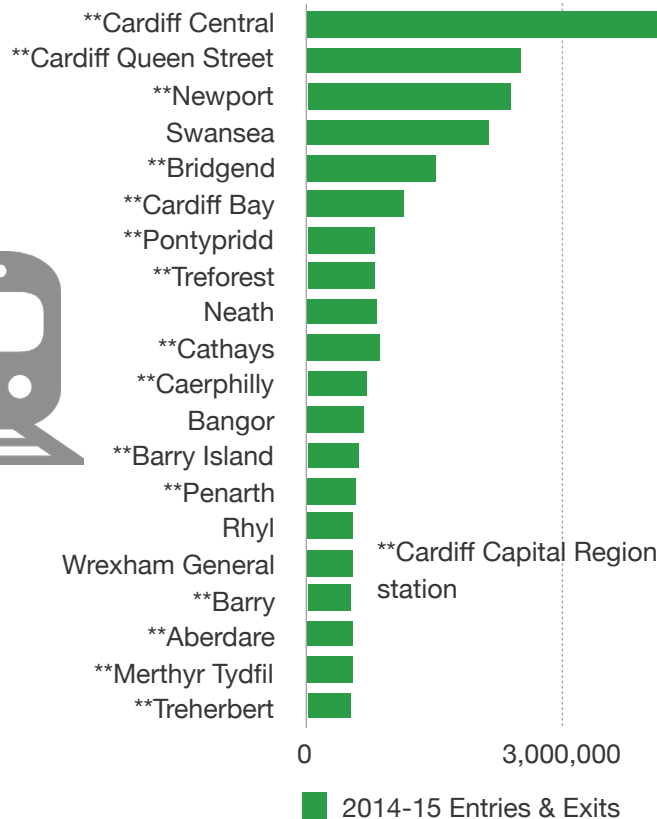 **Cardiff Central
**Cardiff Queen Street
**Newport
Swansea
**Bridgend
**Cardiff Bay
**Pontypridd
**Treforest
Neath
**Cathays
**Caerphilly
Bangor
**Barry Island
**Penarth
Rhyl
Wrexham General
**Barry
**Aberdare
**Merthyr Tydfil
**Treherbert
**Cardiff Capital Region
station
0 3,000,000
2014-15 Entries & Exits